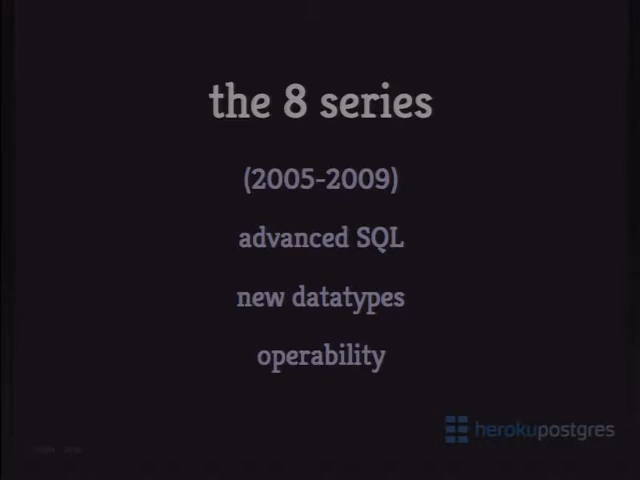 the 8 series
(2005-2009)
advanced SQL
new datatypes
operability
herokupostgres